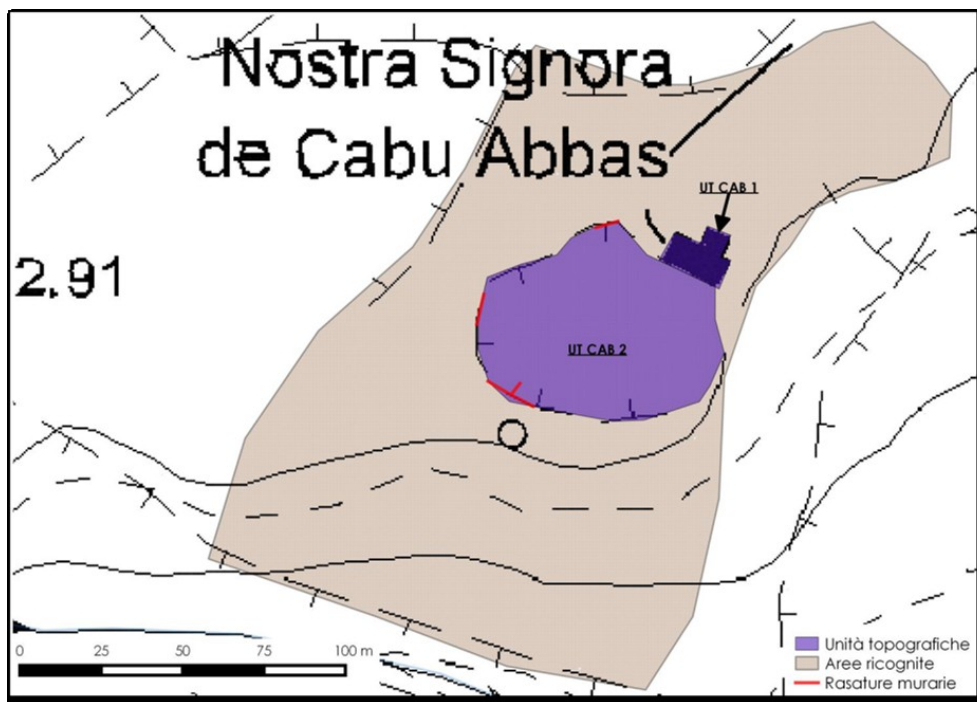 Nostra Signora
de Cabu Abbas
UT CAB 1
2.91
UT CAB 2
0 25 50 75 100 m
Unità topografiche
Aree ricognite
Rasature murarie